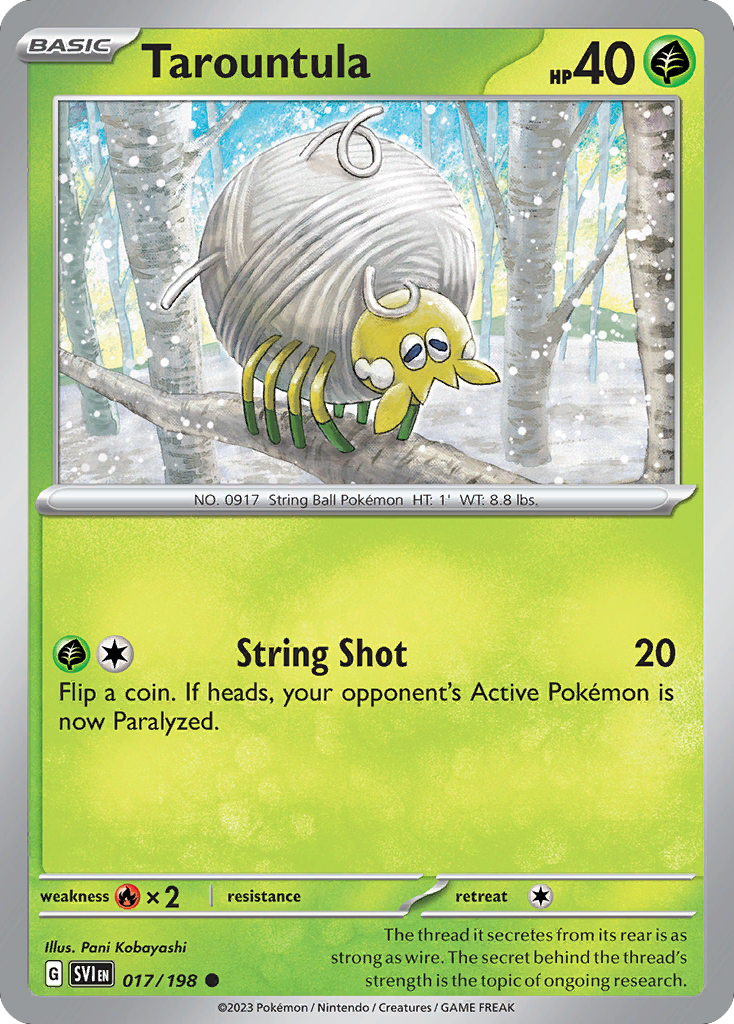 BASIC
Tarountula
HP 40
NO. 0917 String Ball Pokémon HT: 1' WT: 8.8 lbs.
String Shot 20
Flip a coin. If heads, your opponent's Active Pokémon is
now Paralyzed.
weakness ×2 resistance retreat
Illus. Pani Kobayashi
The thread it secretes from its rear is as
strong as wire. The secret behind the thread's
strength is the topic of ongoing research.
G SVI EN 017/198
©2023 Pokémon / Nintendo / Creatures / GAME FREAK